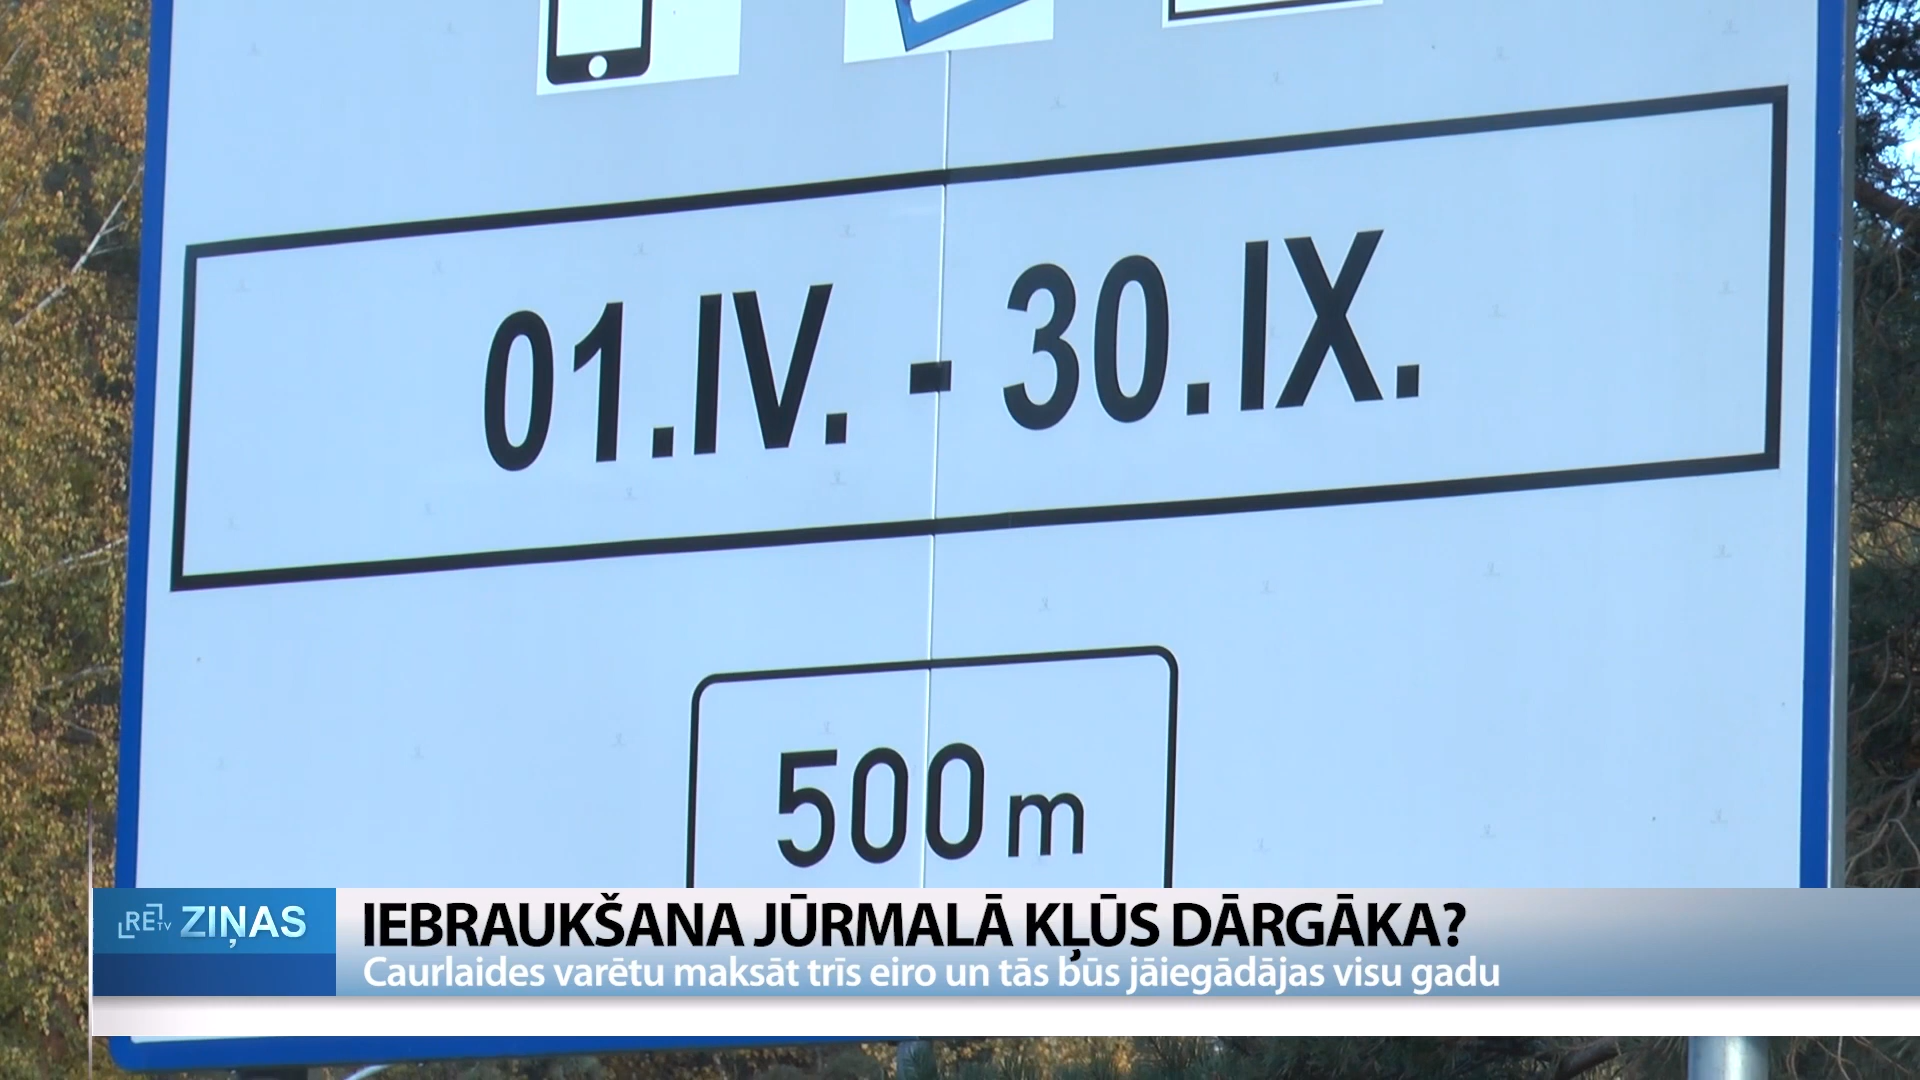 01.IV. - 30.IX.
500 m
RE TV ZIŅAS
IEBRAUKŠANA JŪRMALĀ KĻŪS DĀRGĀKA?
Caurlaides varētu maksāt trīs eiro un tās būs jāiegādājas visu gadu